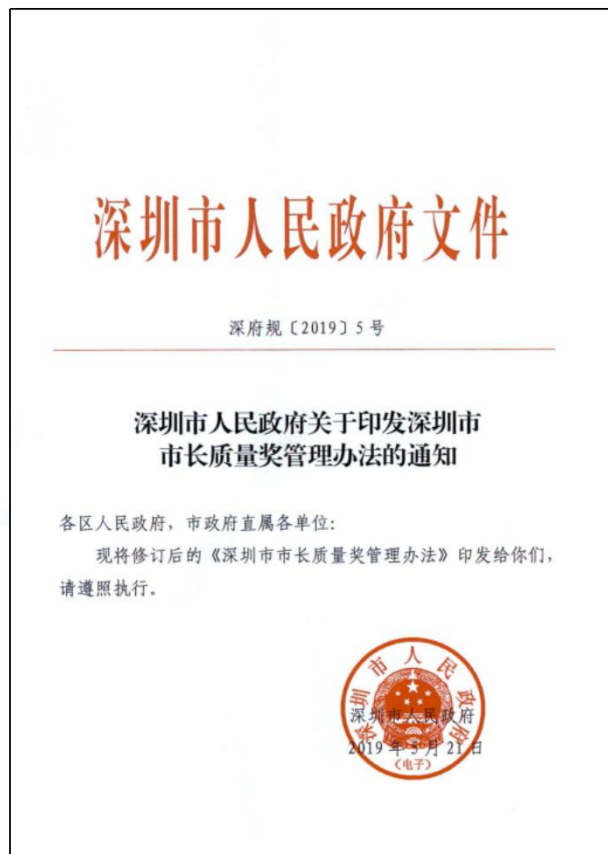 深圳市人民政府文件
深府规〔2019〕5号
深圳市人民政府关于印发深圳市
市长质量奖管理办法的通知
各区人民政府，市政府直属各单位：
现将修订后的《深圳市市长质量奖管理办法》印发给你们，
请遵照执行。
深圳市人民政府
深圳市人民政府
2019年5月21日
（电子）